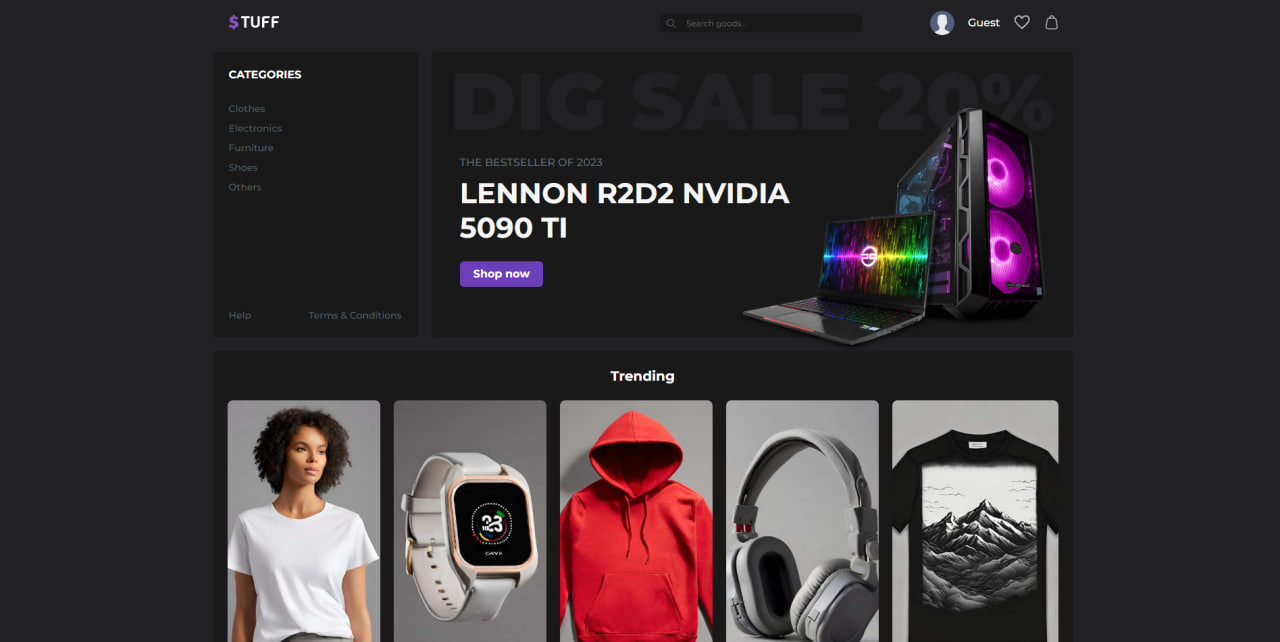 $TUFF
Search goods...
Guest
CATEGORIES
Clothes
Electronics
Furniture
Shoes
Others
Help
Terms & Conditions
DIG SALE 20%
THE BESTSELLER OF 2023
LENNON R2D2 NVIDIA
5090 TI
Shop now
Trending